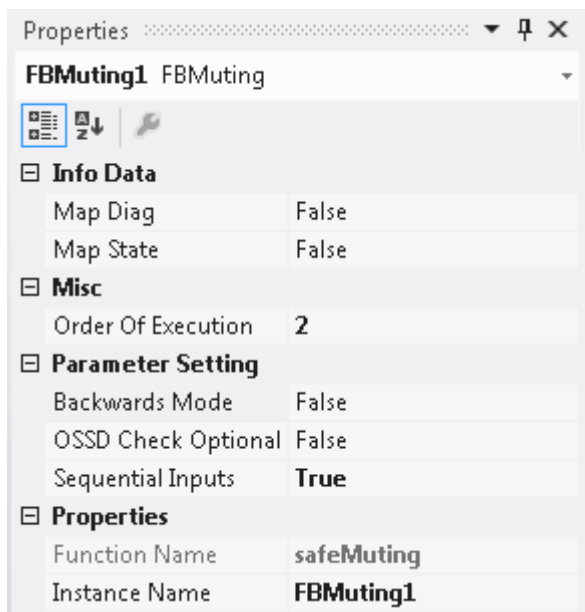 Properties
FBMuting1 FBMuting
Info Data
Map Diag False
Map State False
Misc
Order Of Execution 2
Parameter Setting
Backwards Mode False
OSSD Check Optional False
Sequential Inputs True
Properties
Function Name safeMuting
Instance Name FBMuting1